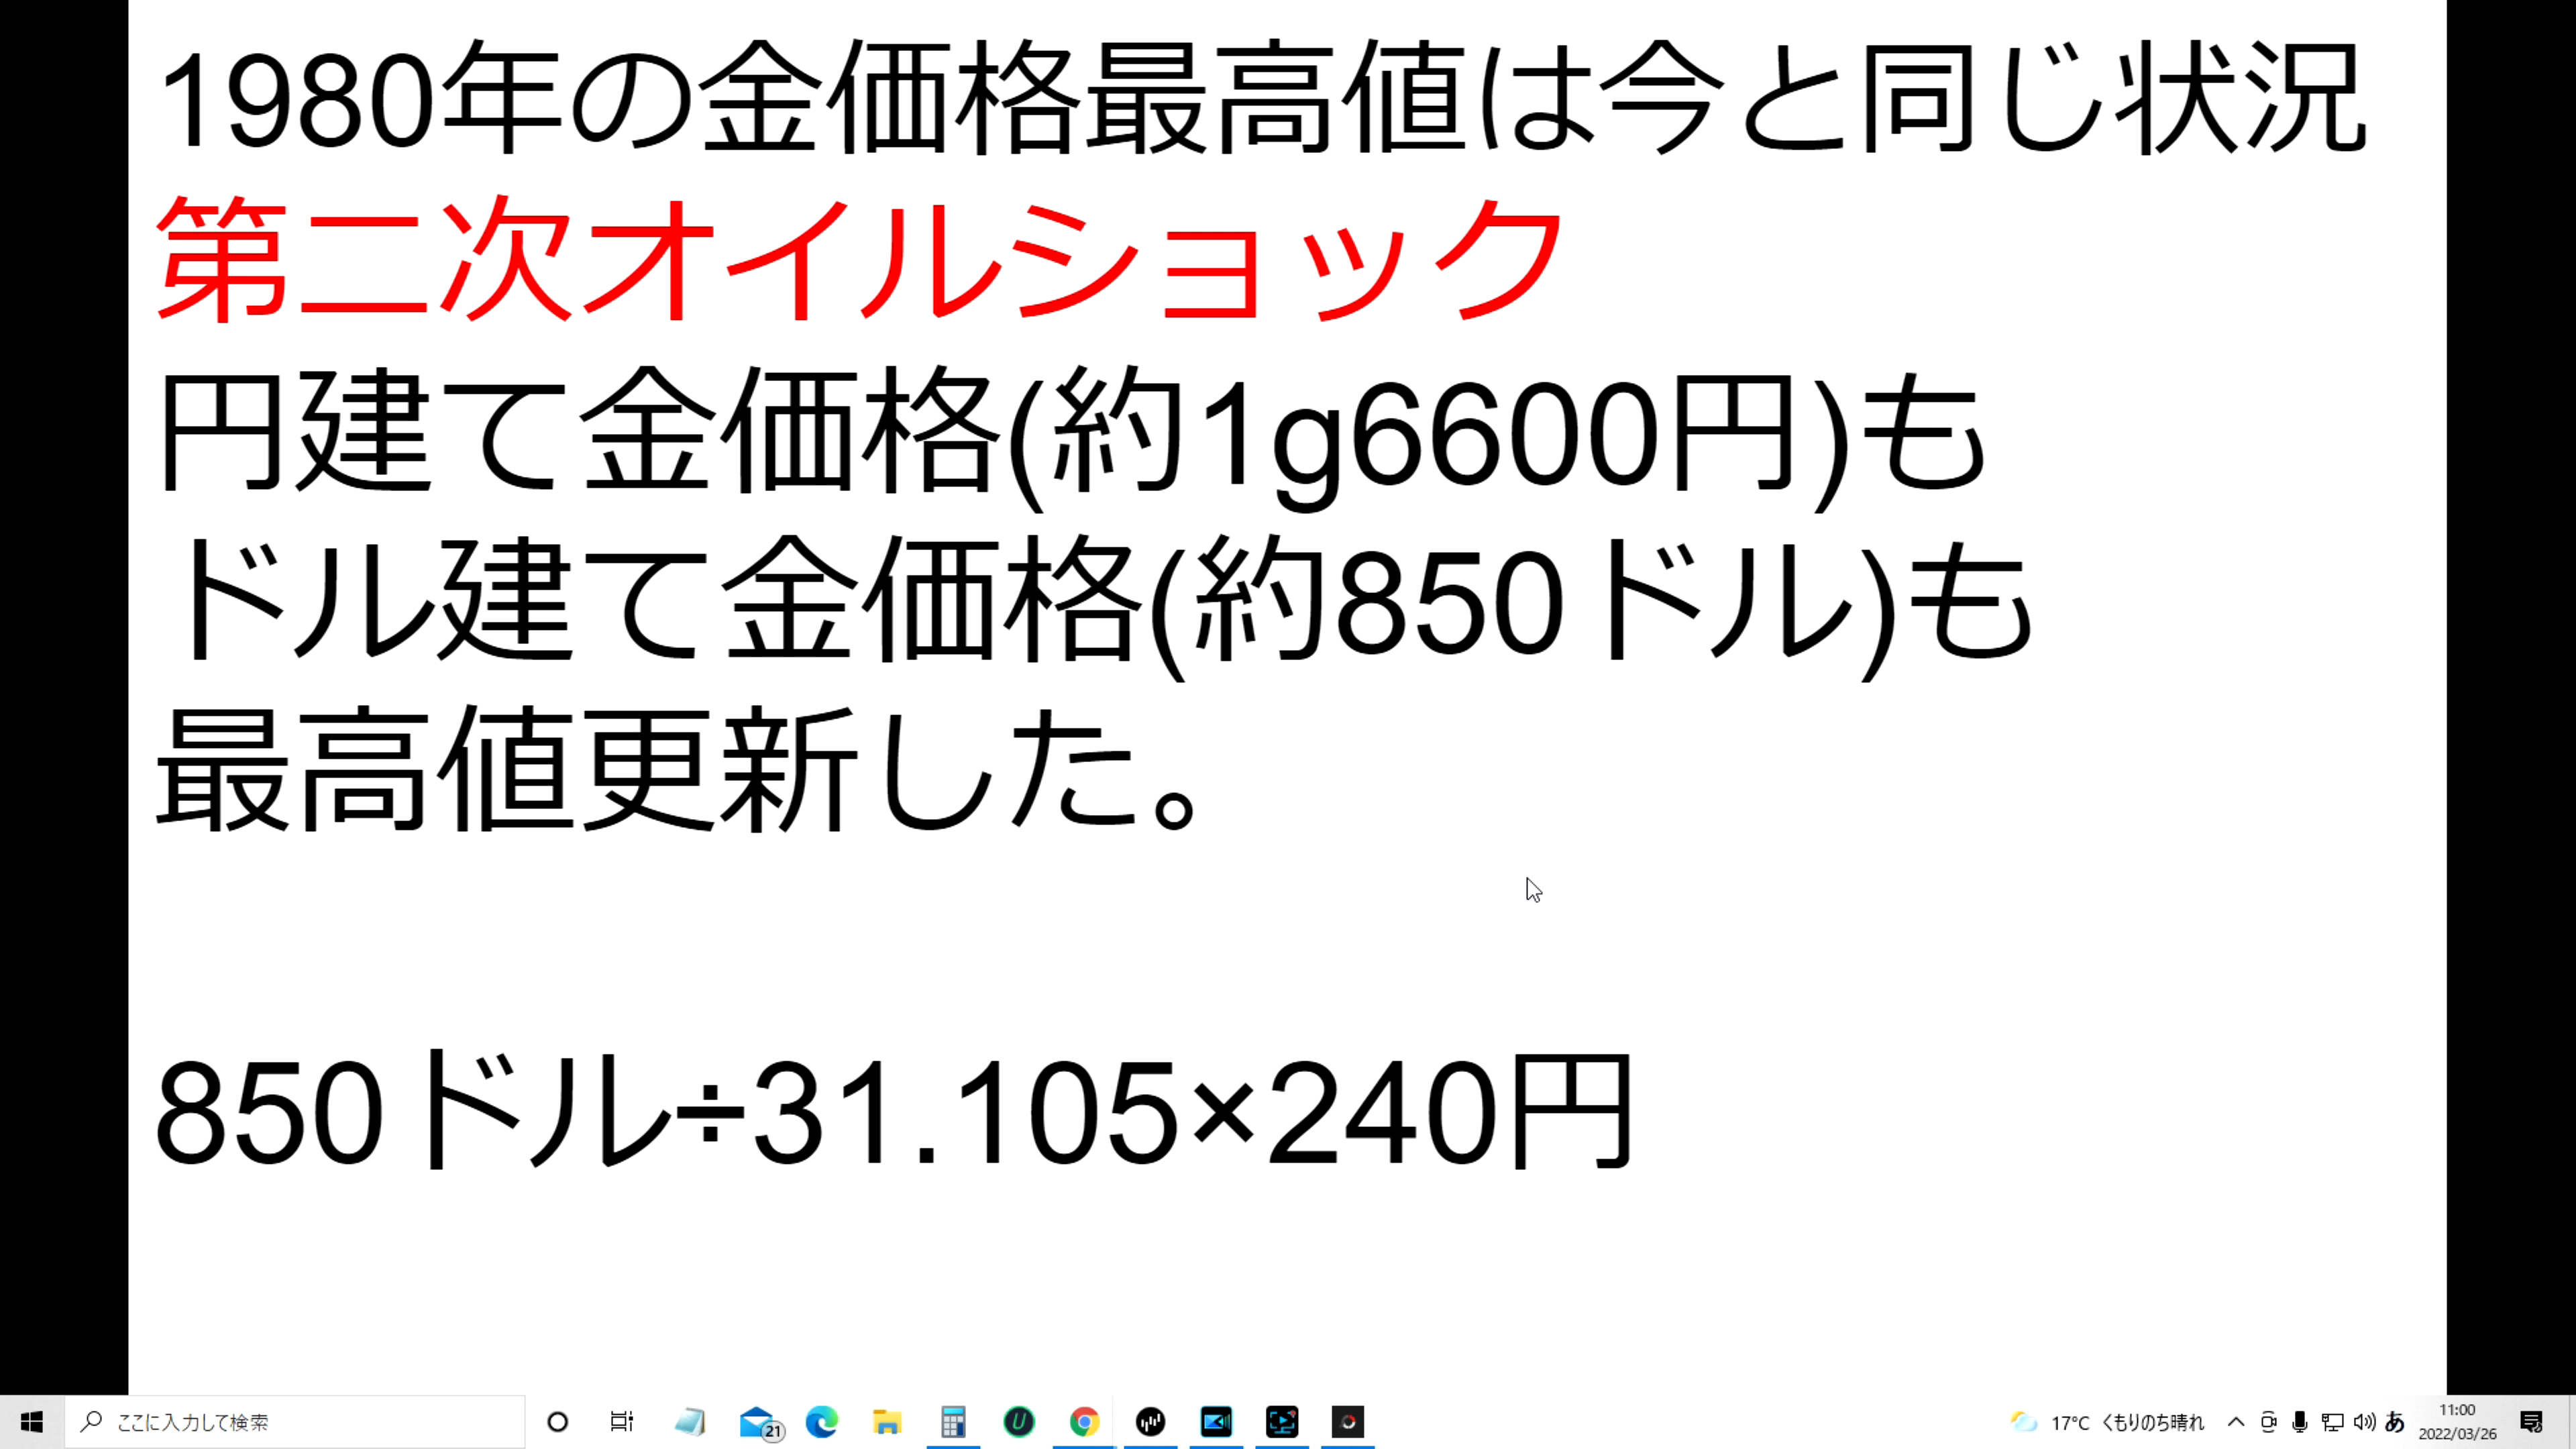 1980年の金価格最高値は今と同じ状況
第二次オイルショック
円建て金価格(約1g6600円)も
ドル建て金価格(約850ドル)も
最高値更新した。
850ドル÷31.105×240円
ここに入力して検索
21
17°C くもりのち晴れ
あ
11:00
2022/03/26